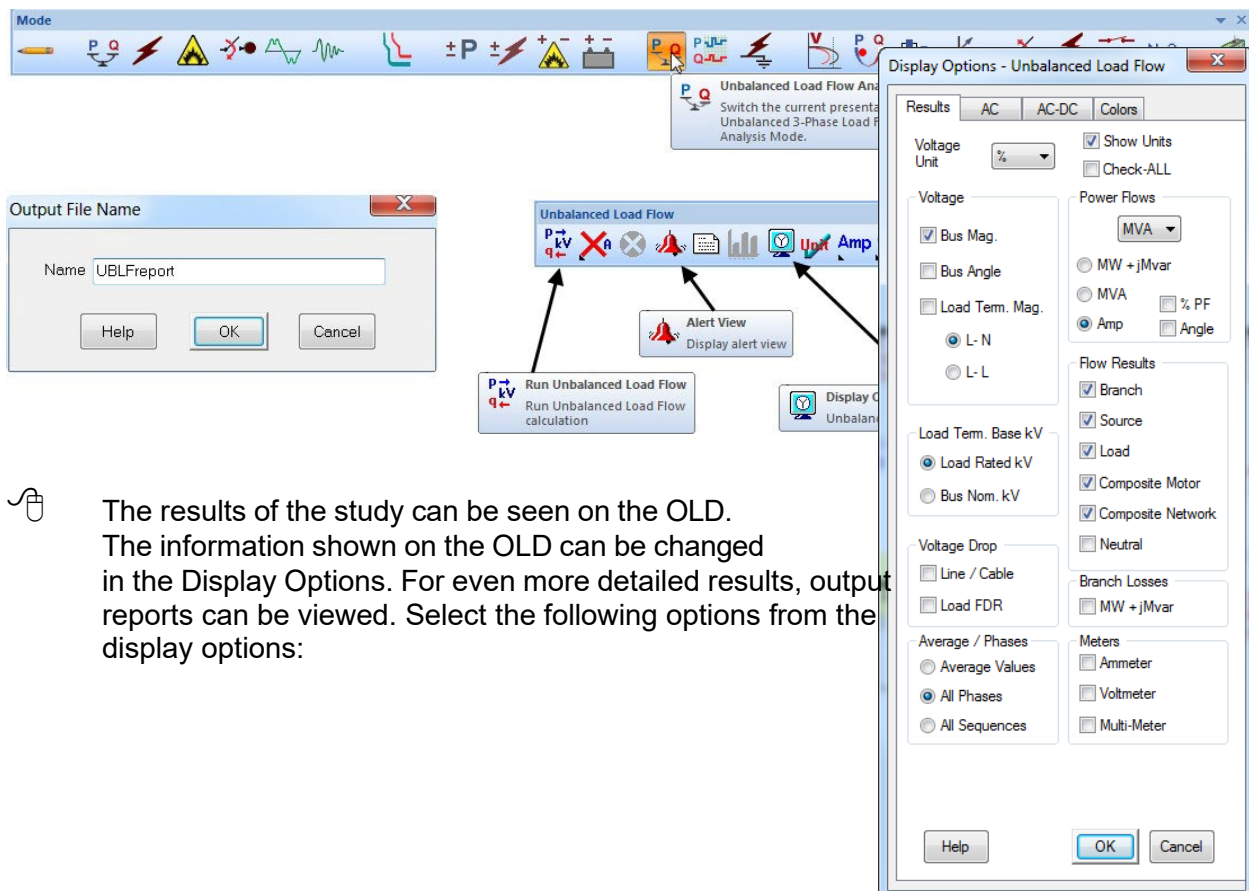 Mode
P Q
±P
P Q
P Q
V
P Q
Unbalanced Load Flow
Switch the current
Unbalanced 3-Phase Load
Analysis Mode.
Output File Name
Name UBLFreport
Help OK Cancel
Unbalanced Load Flow
P kV q A Amp
Alert View
Display alert view
P kV q
Run Unbalanced Load Flow
Run Unbalanced Load Flow
calculation
Display
The results of the study can be seen on the OLD.
The information shown on the OLD can be changed
in the Display Options. For even more detailed results, output
reports can be viewed. Select the following options from the
display options:
Display Options - Unbalanced Load Flow
Results AC AC-DC Colors
Voltage
Unit
%
Show Units
Check-ALL
Voltage
Bus Mag.
Bus Angle
Load Term. Mag.
L- N
L- L
Load Term. Base kV
Load Rated kV
Bus Nom. kV
Voltage Drop
Line / Cable
Load FDR
Average / Phases
Average Values
All Phases
All Sequences
Power Flows
MVA
MW +jMvar
MVA
% PF
Amp
Angle
Flow Results
Branch
Source
Load
Composite Motor
Composite Network
Neutral
Branch Losses
MW +jMvar
Meters
Ammeter
Voltmeter
Multi-Meter
Help OK Cancel